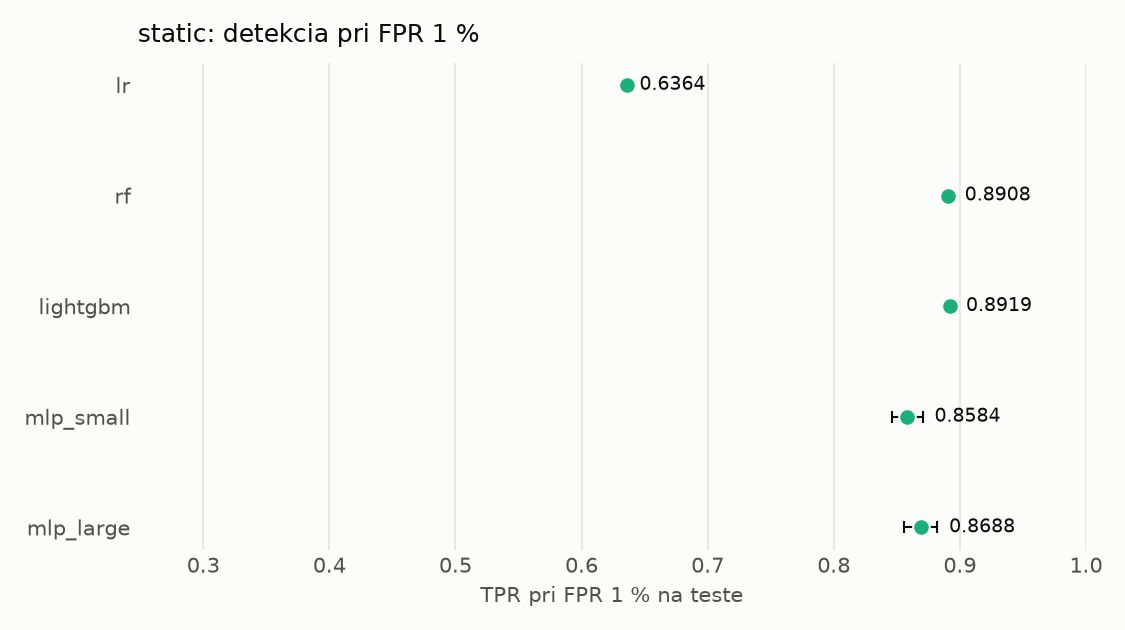 static: detekcia pri FPR 1 %
lr
0.6364
rf
0.8908
lightgbm
0.8919
mlp_small
0.8584
mlp_large
0.8688
0.3 0.4 0.5 0.6 0.7 0.8 0.9 1.0
TPR pri FPR 1 % na teste